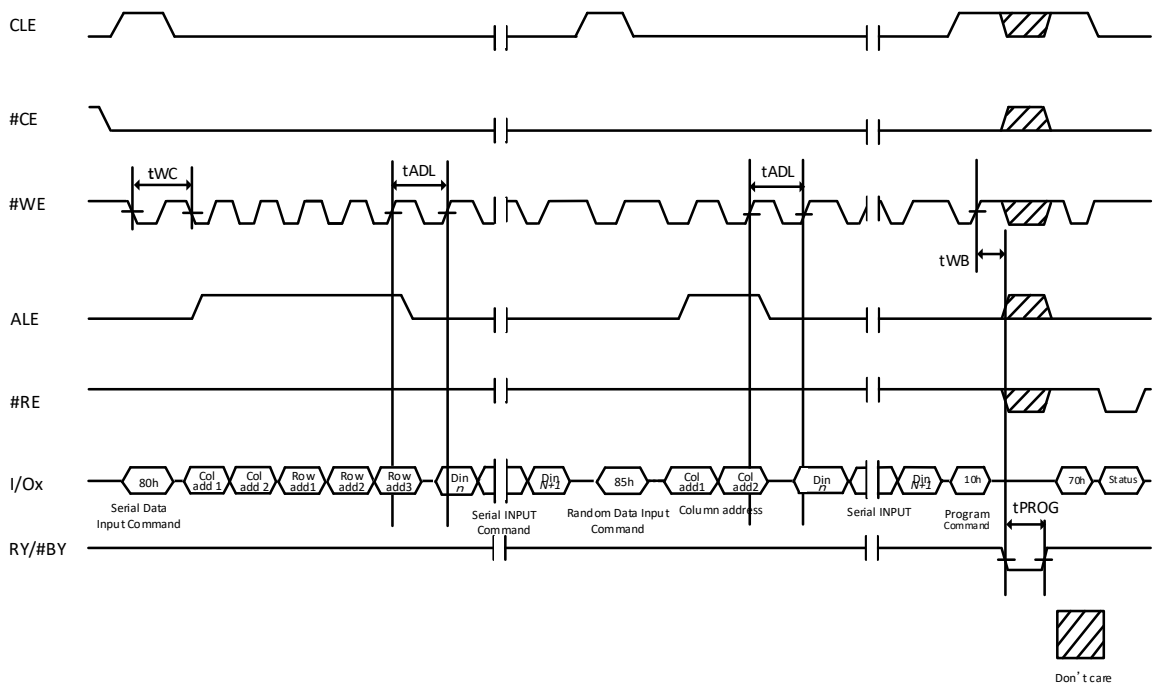 CLE
#CE
tWC
tADL
tADL
#WE
tWB
ALE
#RE
I/Ox
80h
Col
add 1
Col
add 2
Row
add1
Row
add2
Row
add3
Din
n
Din
N+1
85h
Col
add1
Col
add2
Din
n
Din
N+1
10h
70h
Status
Serial Data
Input Command
Serial INPUT
Command
Random Data Input
Command
Column address
Serial INPUT
Program
Command
tPROG
RY/#BY
Don't care